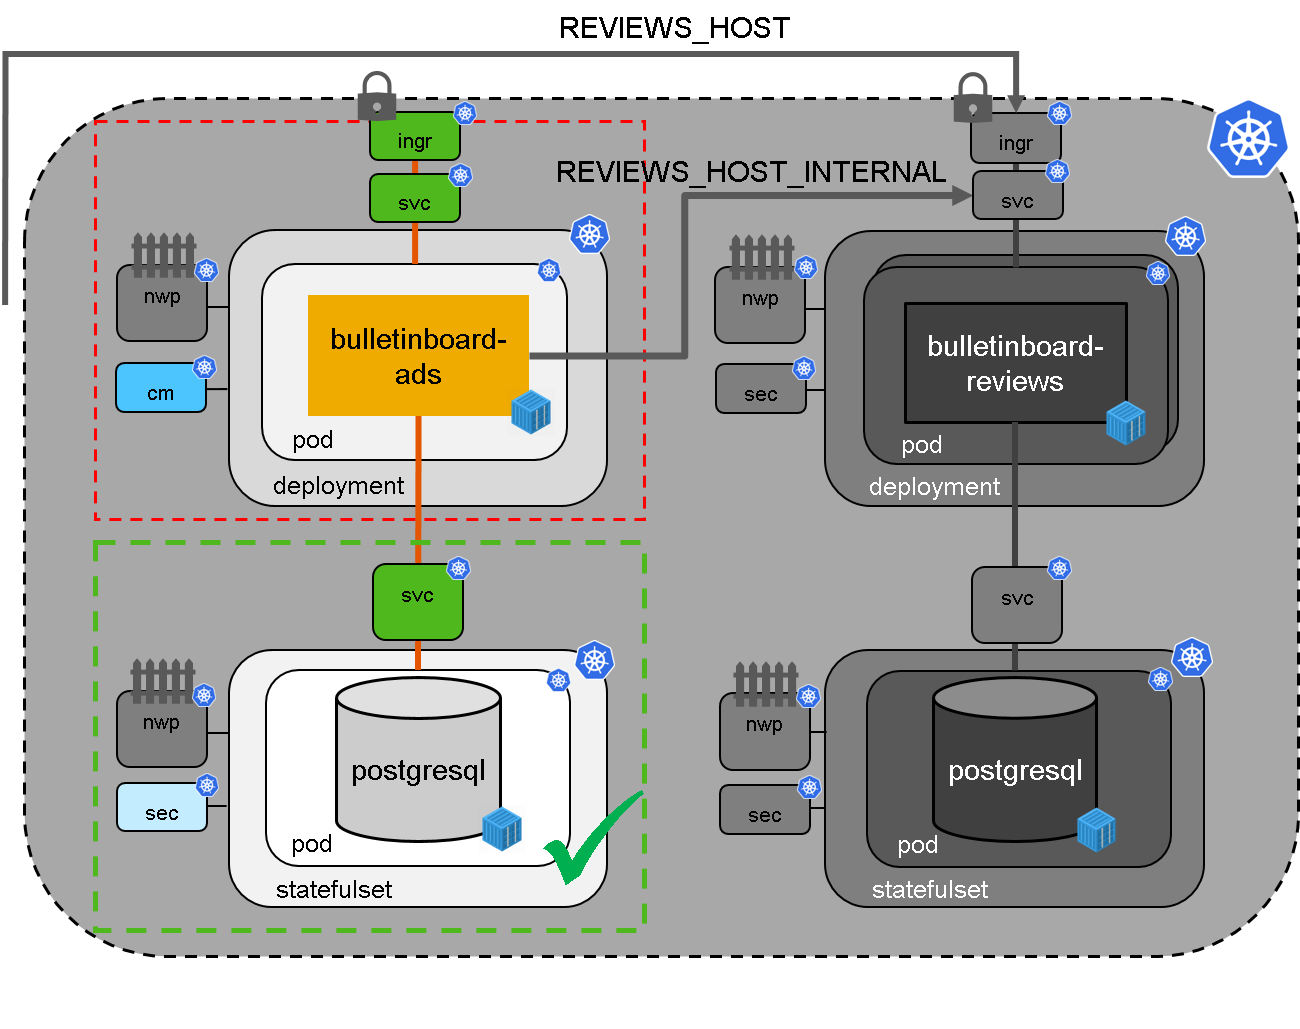 REVIEWS_HOST
ingr
ingr
REVIEWS_HOST_INTERNAL
svc
svc
nwp
nwp
bulletinboard-
ads
bulletinboard-
reviews
cm
sec
pod
pod
deployment
deployment
svc
svc
nwp
nwp
postgresql
postgresql
sec
sec
pod
pod
statefulset
statefulset